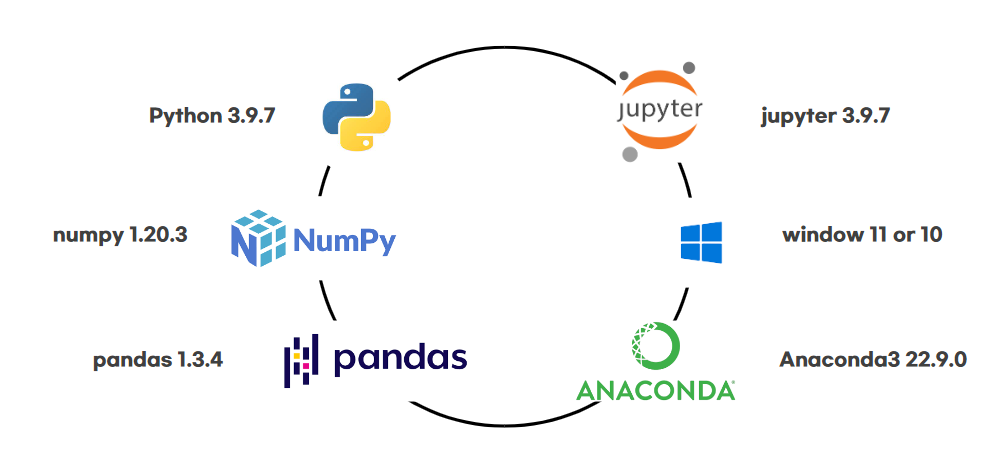 Python 3.9.7
jupyter
jupyter 3.9.7
numpy 1.20.3
NumPy
window 11 or 10
pandas 1.3.4
pandas
ANACONDA®
Anaconda3 22.9.0